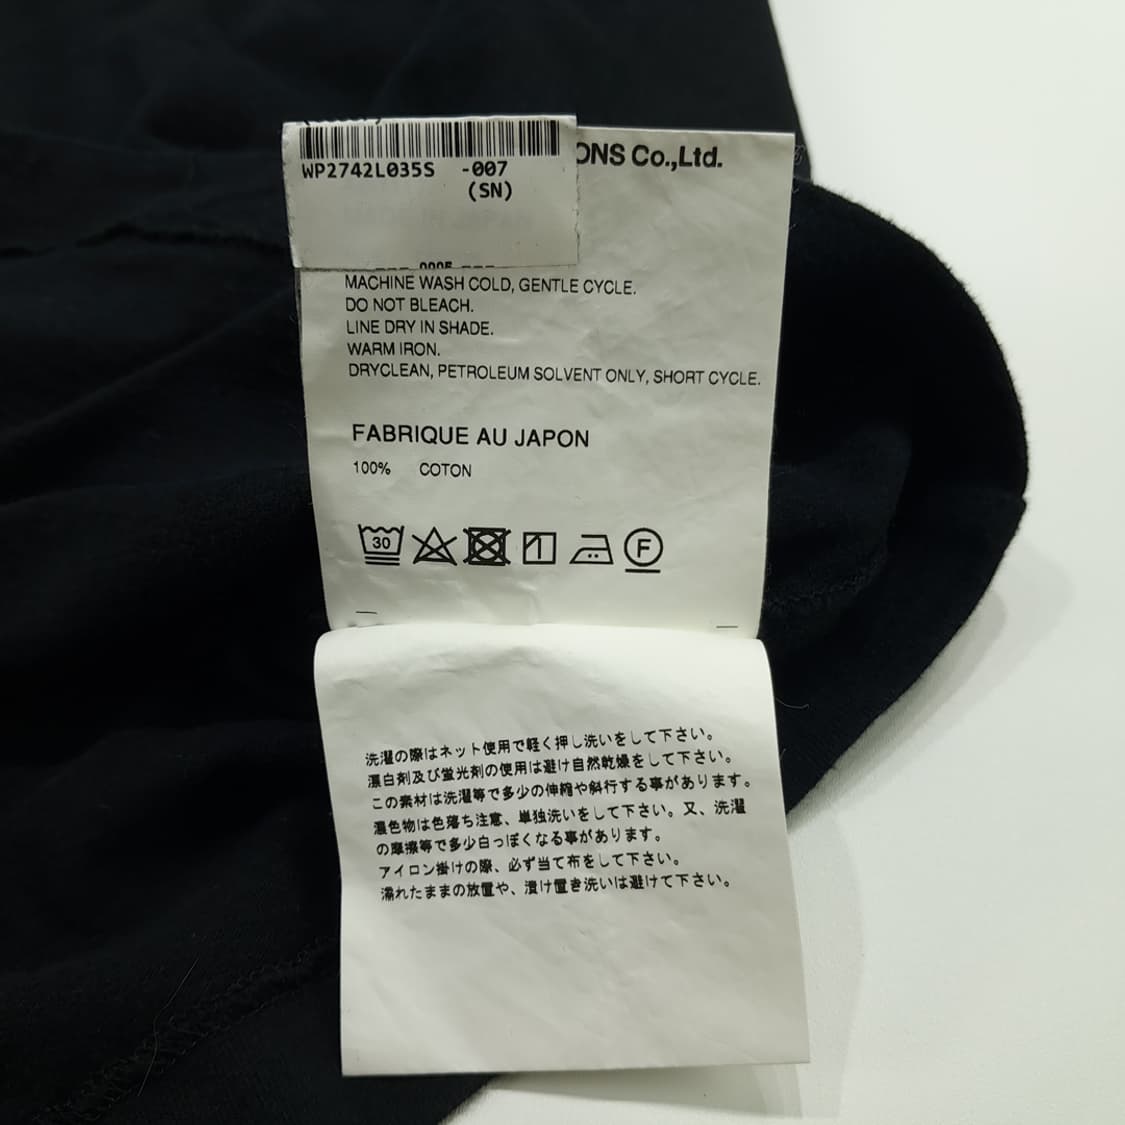 WP2742L035S -007
(SN)
ONS Co.,Ltd.
MACHINE WASH COLD, GENTLE CYCLE.
DO NOT BLEACH.
LINE DRY IN SHADE.
WARM IRON.
DRYCLEAN, PETROLEUM SOLVENT ONLY, SHORT CYCLE.
FABRIQUE AU JAPON
100% COTON
30
F
洗濯の際はネット使用で軽く押し洗いをして下さい。
漂白剤及び蛍光剤の使用は避け自然乾燥をして下さい。
この素材は洗濯等で多少の伸縮や斜行する事があります。
濃色物は色落ち注意、単独洗いをして下さい。又、洗濯
の摩擦等で多少白っぽくなる事があります。
アイロン掛けの際、必ず当て布をして下さい。
濡れたままの放置や、漬け置き洗いは避けて下さい。